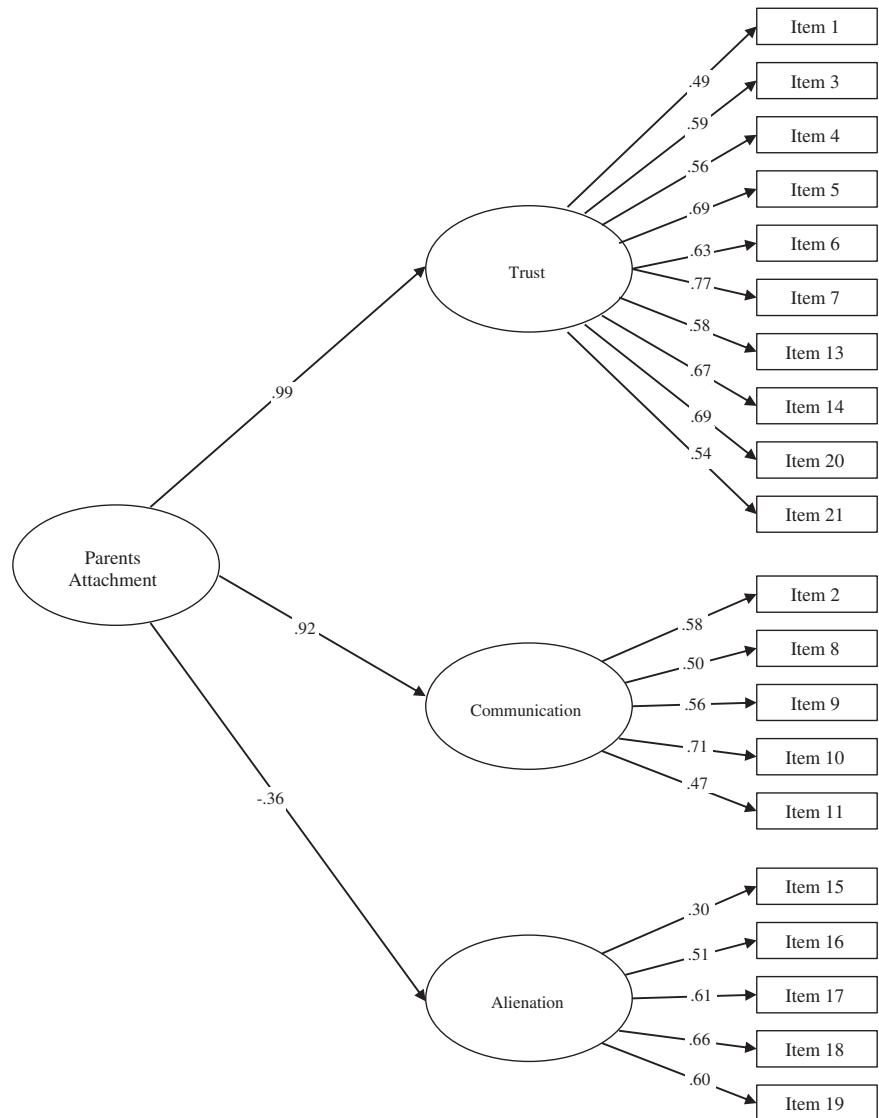 Item 1
.49
Item 3
.59
Item 4
.56
Item 5
.69
Item 6
.63
Trust
.77
Item 7
.58
Item 13
.67
Item 14
.99
.69
Item 20
.54
Item 21
Parents
Attachment
Item 2
.58
.92
Item 8
.50
Item 9
.56
Communication
.71
Item 10
.47
Item 11
-.36
Item 15
.30
Item 16
.51
Item 17
.61
Alienation
.66
Item 18
.60
Item 19